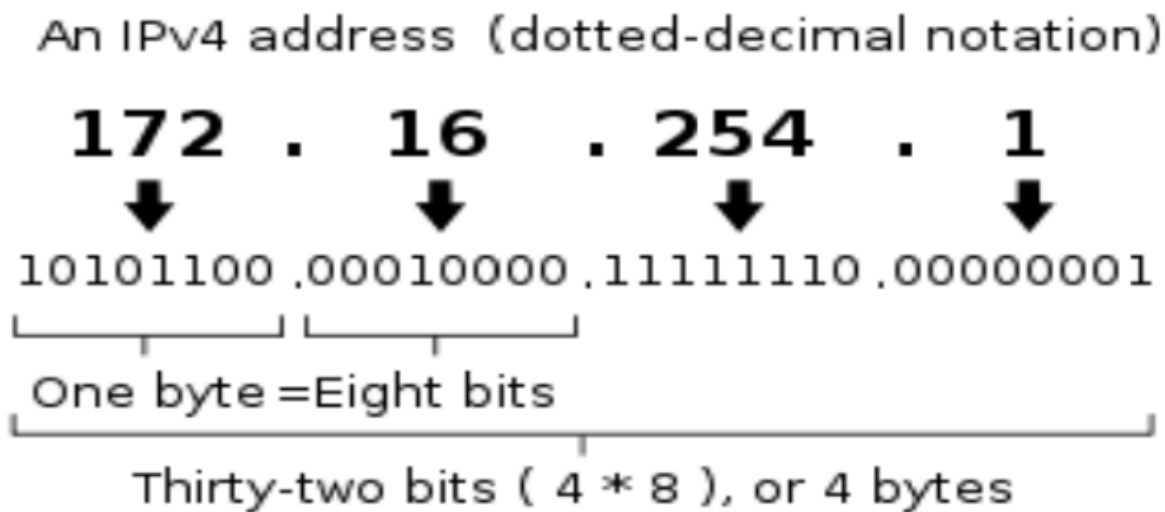 An IPv4 address (dotted-decimal notation)
172 . 16 . 254 . 1
10101100 .00010000 .11111110 .00000001
One byte =Eight bits
Thirty-two bits ( 4 * 8 ), or 4 bytes